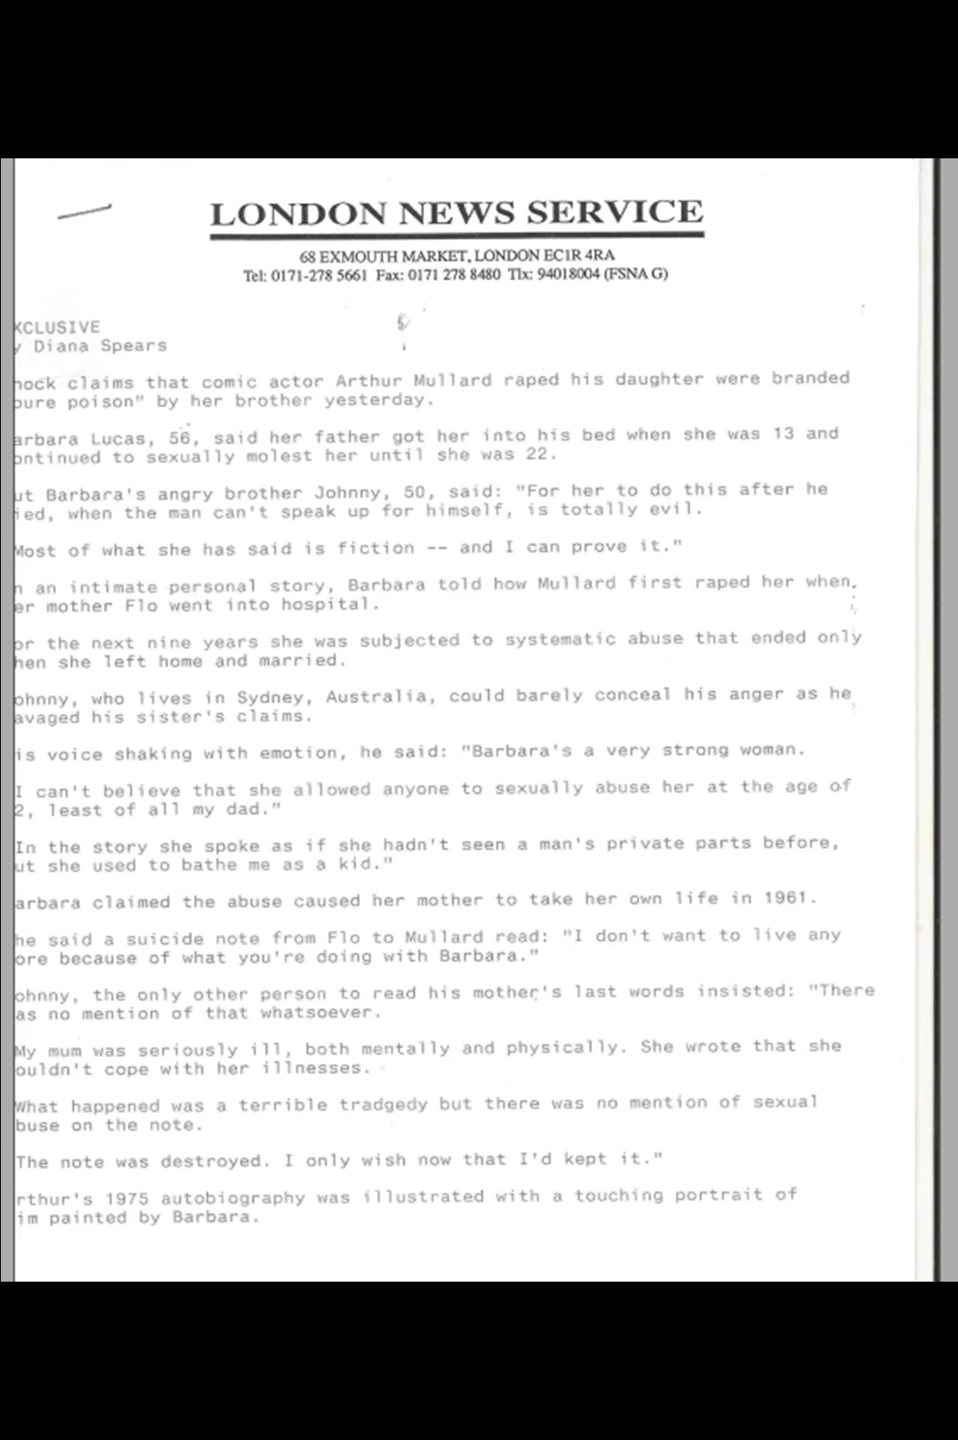 LONDON NEWS SERVICE
68 EXMOUTH MARKET, LONDON EC1R 4RA
Tel: 0171-278 5661 Fax: 0171 278 8480 Tlx: 94018004 (FSNA G)
XCLUSIVE
y Diana Spears
hock claims that comic actor Arthur Mullard raped his daughter were branded
pure poison" by her brother yesterday.
arbara Lucas, 56, said her father got her into his bed when she was 13 and
ontinued to sexually molest her until she was 22.
ut Barbara's angry brother Johnny, 50, said: "For her to do this after he
ied, when the man can't speak up for himself, is totally evil.
Most of what she has said is fiction -- and I can prove it."
n an intimate personal story, Barbara told how Mullard first raped her when
er mother Flo went into hospital.
or the next nine years she was subjected to systematic abuse that ended only
hen she left home and married.
ohnny, who lives in Sydney, Australia, could barely conceal his anger as he
avaged his sister's claims.
is voice shaking with emotion, he said: "Barbara's a very strong woman.
I can't believe that she allowed anyone to sexually abuse her at the age of
2, least of all my dad."
In the story she spoke as if she hadn't seen a man's private parts before,
ut she used to bathe me as a kid."
arbara claimed the abuse caused her mother to take her own life in 1961.
he said a suicide note from Flo to Mullard read: "I don't want to live any
ore because of what you're doing with Barbara."
ohnny, the only other person to read his mother's last words insisted: "There
as no mention of that whatsoever.
My mum was seriously ill, both mentally and physically. She wrote that she
ouldn't cope with her illnesses.
What happened was a terrible tradgedy but there was no mention of sexual
buse on the note.
The note was destroyed. I only wish now that I'd kept it."
rthur's 1975 autobiography was illustrated with a touching portrait of
im painted by Barbara.